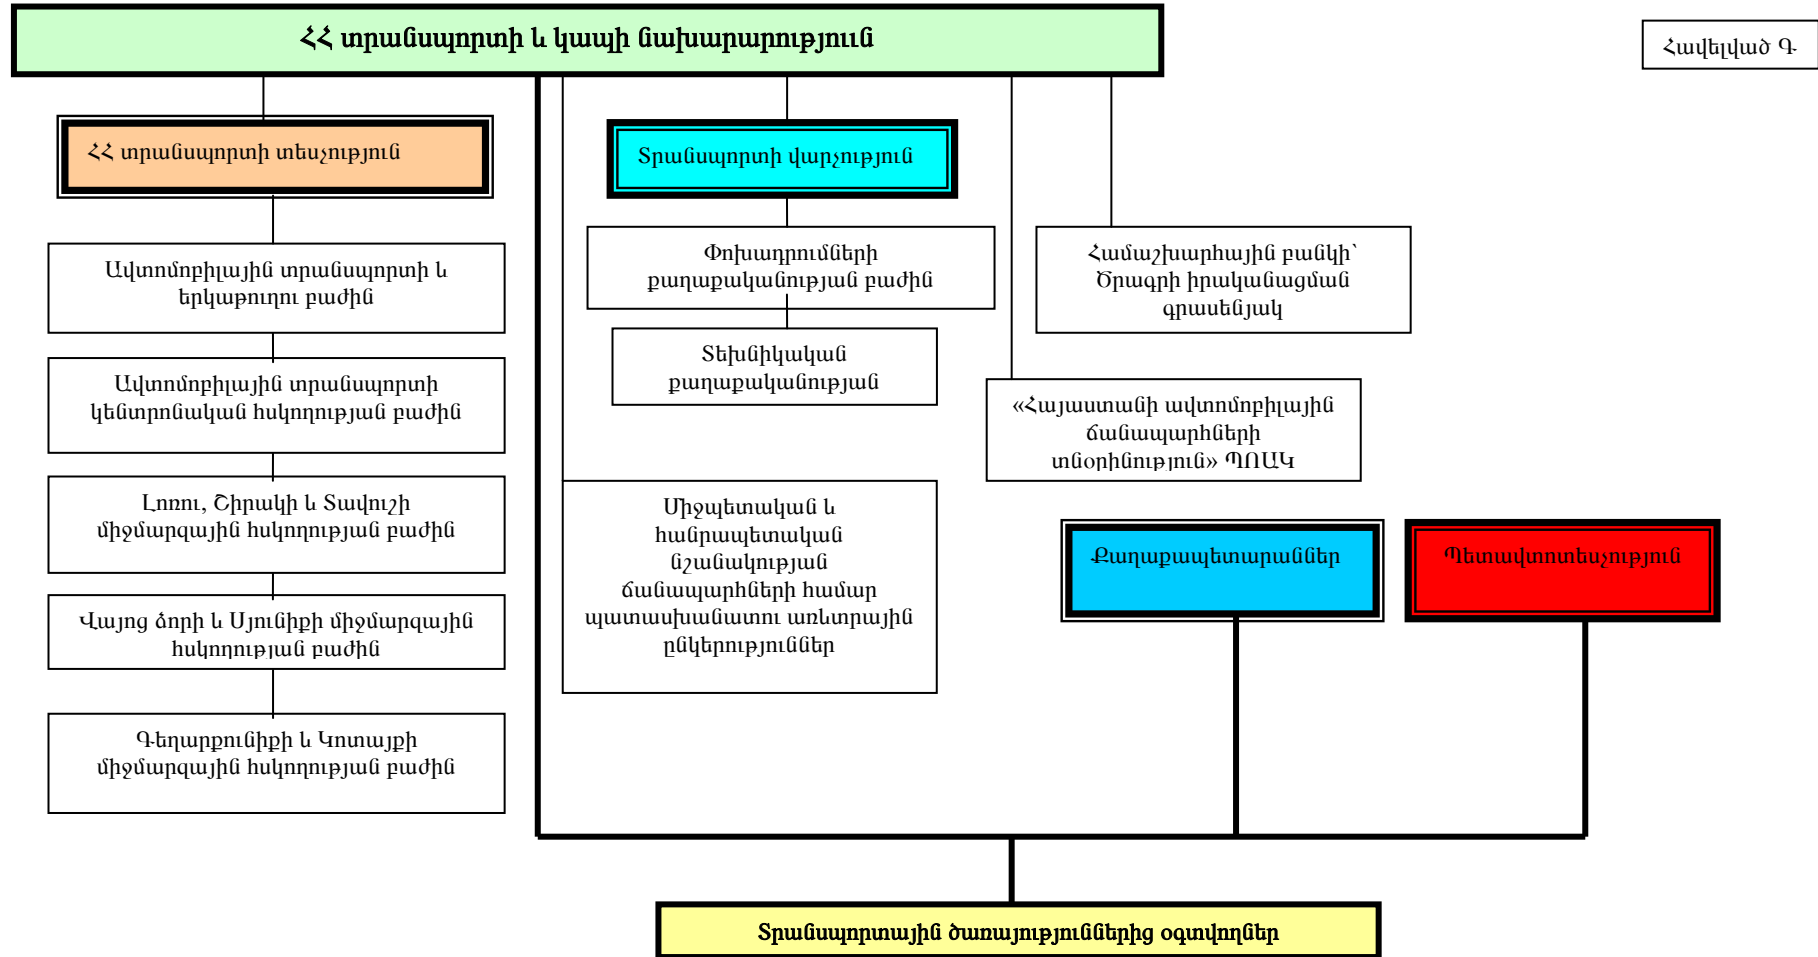 ՀՀ տրանսպորտի և կապի նախարարություն
Հավելված Գ
ՀՀ տրանսպորտի տեսչություն
Տրանսպորտի վարչություն
Ավտոմոբիլային տրանսպորտի և
երկաթուղու բաժին
Փոխադրումների
քաղաքականության բաժին
Համաշխարհային բանկի՝
Ծրագրի իրականացման
գրասենյակ
Ավտոմոբիլային տրանսպորտի
կենտրոնական հսկողության բաժին
Տեխնիկական
քաղաքականության
«Հայաստանի ավտոմոբիլային
ճանապարհների
տնօրինություն» ՊՈԱԿ
Լոռու, Շիրակի և Տավուշի
միջմարզային հսկողության բաժին
Միջպետական և
հանրապետական
նշանակության
ճանապարհների համար
պատասխանատու առևտրային
ընկերություններ
Քաղաքապետարաններ
Պետավտոտեսչություն
Վայոց ձորի և Սյունիքի միջմարզային
հսկողության բաժին
Գեղարքունիքի և Կոտայքի
միջմարզային հսկողության բաժին
Տրանսպորտային ծառայություններից օգտվողներ